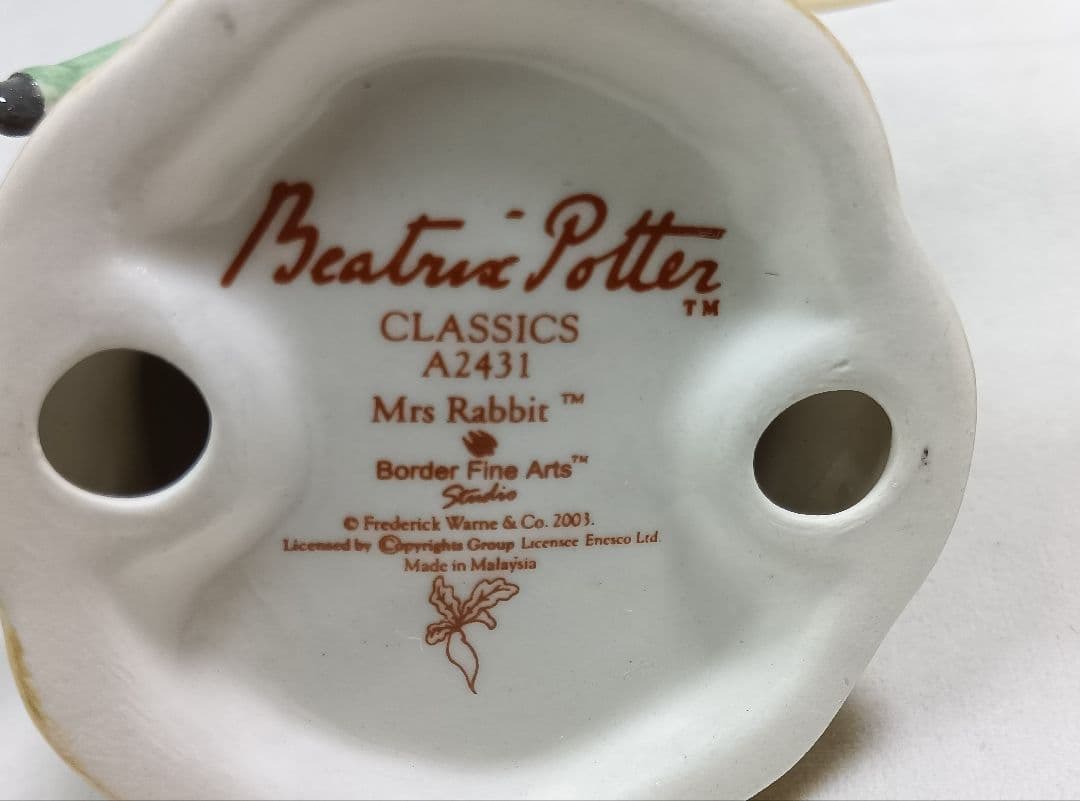 Beatrix Potter
TM
CLASSICS
A2431
Mrs Rabbit ™
Border Fine Arts™
Studio
© Frederick Warne & Co. 2003.
Licensed by Copyrights Group Licensee Enesco Ltd.
Made in Malaysia